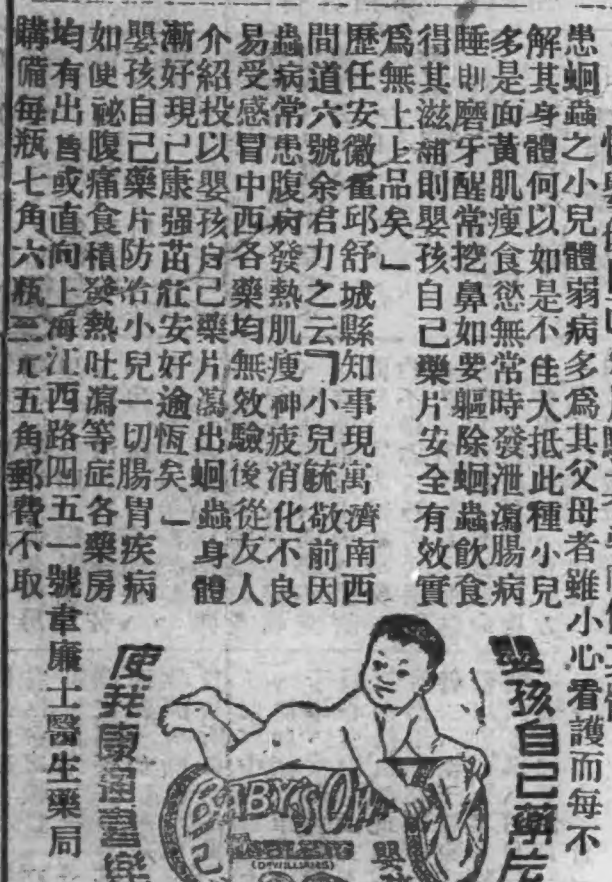 患蛔蟲之小兒體弱病多爲其父母者雖小心看護而每不
解其身體何以如是不佳大抵此種小兒
多是面黃肌瘦食慾無常時發泄瀉腸病
睡則磨牙醒常挖鼻如要軀除蛔蟲飲食
得其滋補則嬰孩自己藥片安全有效實
爲無上上品矣」
歷任安徽霍邱舒城縣知事現寓濟南西
間道六號余君力之云「小兒毓敬前因
蟲病常患腹病發熱肌瘦神疲消化不良
易受感冒中西各藥均無效驗後從友人
介紹投以嬰孩自己藥片瀉出蛔蟲身體
漸好現已康强茁壯安好逾恆矣」
嬰孩自己藥片防治小兒一切腸胃疾病
如便祕腹痛食積發熱吐瀉等症各藥房
均有出售或直向上海江西路四五一號韋廉士醫生藥局
購備每瓶七角六瓶三元五角郵費不取
嬰孩自己藥片
使我康
BABY'S OWN
TABLETS
(DR WILLIAMS)
嬰
己